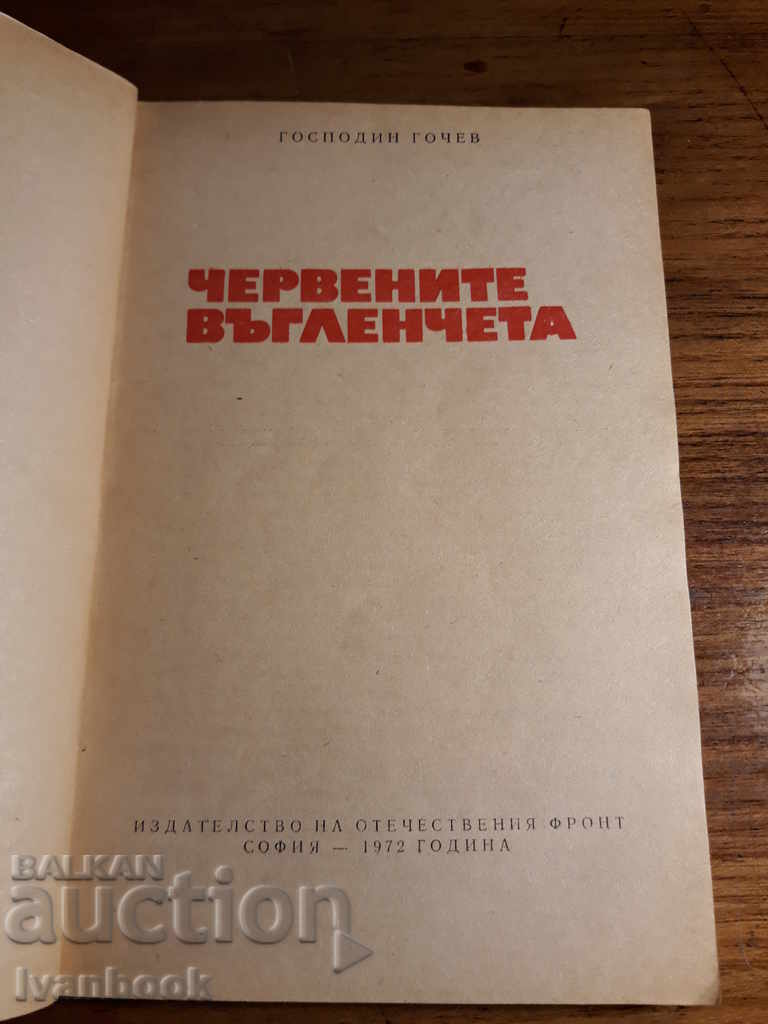 ГОСПОДИН ГОЧЕВ
ЧЕРВЕНИТЕ
ВЪГЛЕНЧЕТА
ИЗДАТЕЛСТВО НА ОТЕЧЕСТВЕНИЯ ФРОНТ
СОФИЯ — 1972 ГОДИНА
BALKAN
auction
Ivanbook